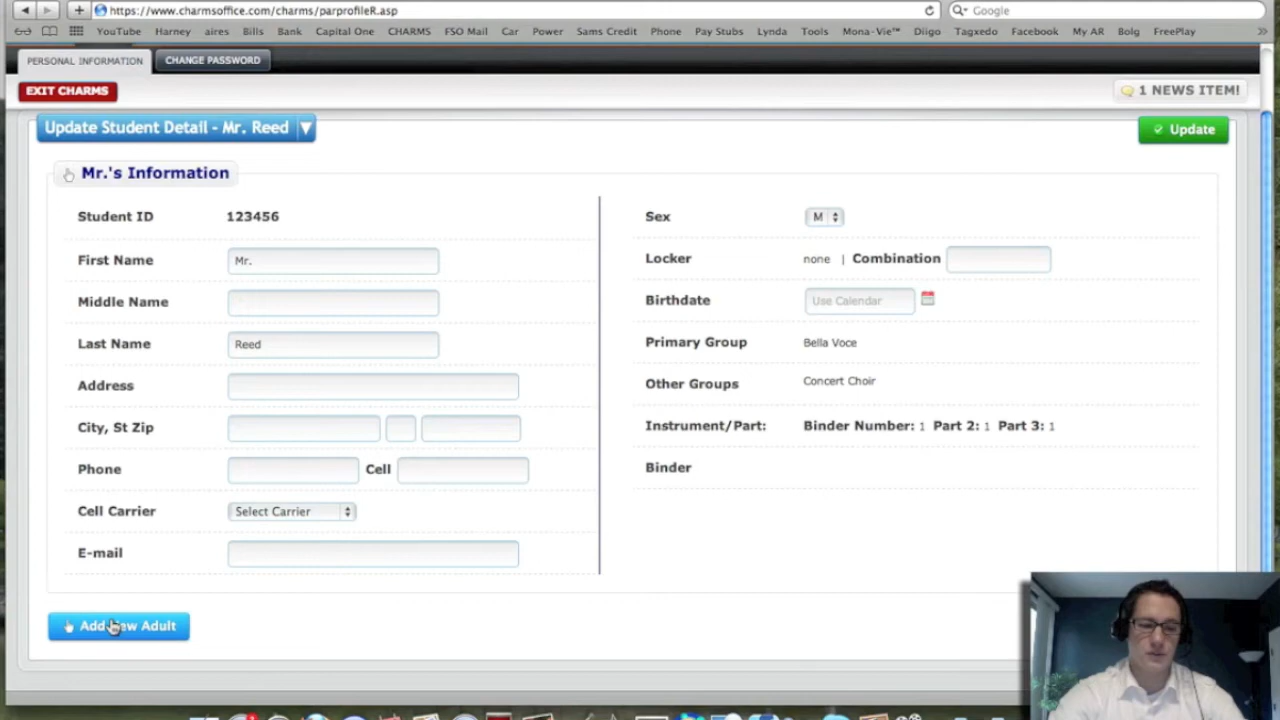 https://www.charmsoffice.com/charms/parprofileR.asp
Google
YouTube Harney aires Bills Bank Capital One CHARMS FSO Mail Car Power Sams Credit Phone Pay Stubs Lynda Tools Mona-Vie™ Diigo Tagxedo Facebook My AR Bolg FreePlay
PERSONAL INFORMATION CHANGE PASSWORD
EXIT CHARMS
1 NEWS ITEM!
Update Student Detail - Mr. Reed
Update
Mr.'s Information
Student ID 123456
First Name Mr.
Middle Name
Last Name Reed
Address
City, St Zip
Phone Cell
Cell Carrier Select Carrier
E-mail
Sex M
Locker none | Combination
Birthdate Use Calendar
Primary Group Bella Voce
Other Groups Concert Choir
Instrument/Part: Binder Number: 1 Part 2: 1 Part 3: 1
Binder
Add New Adult